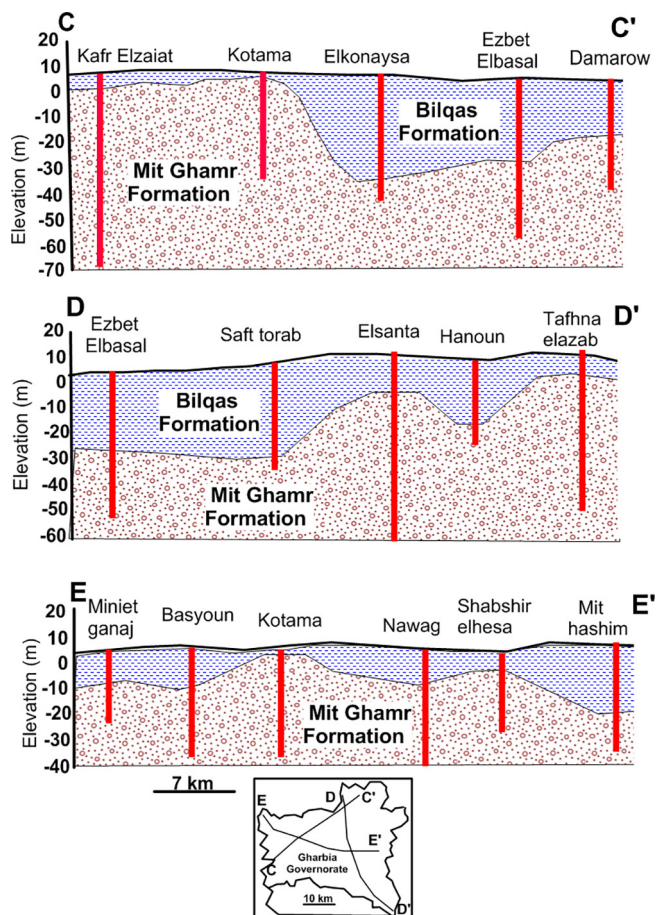 C
C'
20
10
0
-10
-20
-30
-40
-50
-60
-70
Elevation (m)
Kafr Elzaiat
Kotama
Elkonaysa
Ezbet
Elbasal
Damarow
Bilqas
Formation
Mit Ghamr
Formation
D
D'
20
10
0
-10
-20
-30
-40
-50
-60
Elevation (m)
Ezbet
Elbasal
Saft torab
Elsanta
Hanoun
Tafhna
elazab
Bilqas
Formation
Mit Ghamr
Formation
E
E'
20
10
0
-10
-20
-30
-40
Elevation (m)
Miniet
ganaj
Basyoun
Kotama
Nawag
Shabshir
elhesa
Mit
hashim
Mit Ghamr
Formation
7 km
E
D
C'
E'
C
Gharbia
Governorate
10 km
D'